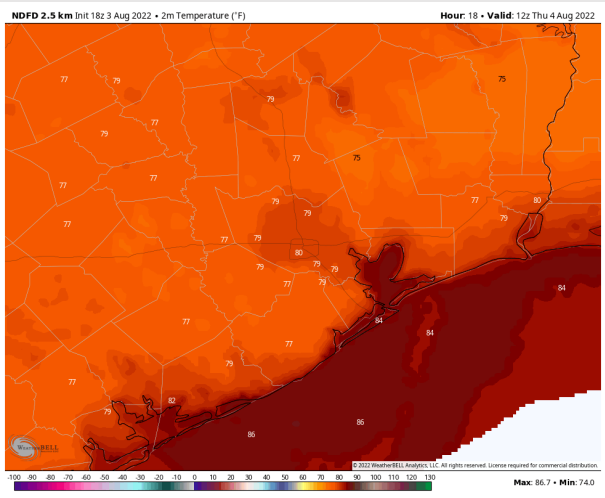 NDFD 2.5 km Init 18z 3 Aug 2022 • 2m Temperature (°F) Hour: 18 • Valid: 12z Thu 4 Aug 2022
77 79 75
79
79 77
77 75
77 77
79 77 80
79 79
77
77 79
80
79 79 79
77 79
84
77 84 84
77
79
77
82
79
86 86
WeatherBELL
© 2022 WeatherBELL Analytics, LLC. All rights reserved. License required for commercial distribution.
-100 -90 -80 -70 -60 -50 -40 -30 -20 -10 0 10 20 30 40 50 60 70 80 90 100 110 120 130
Max: 86.7 • Min: 74.0